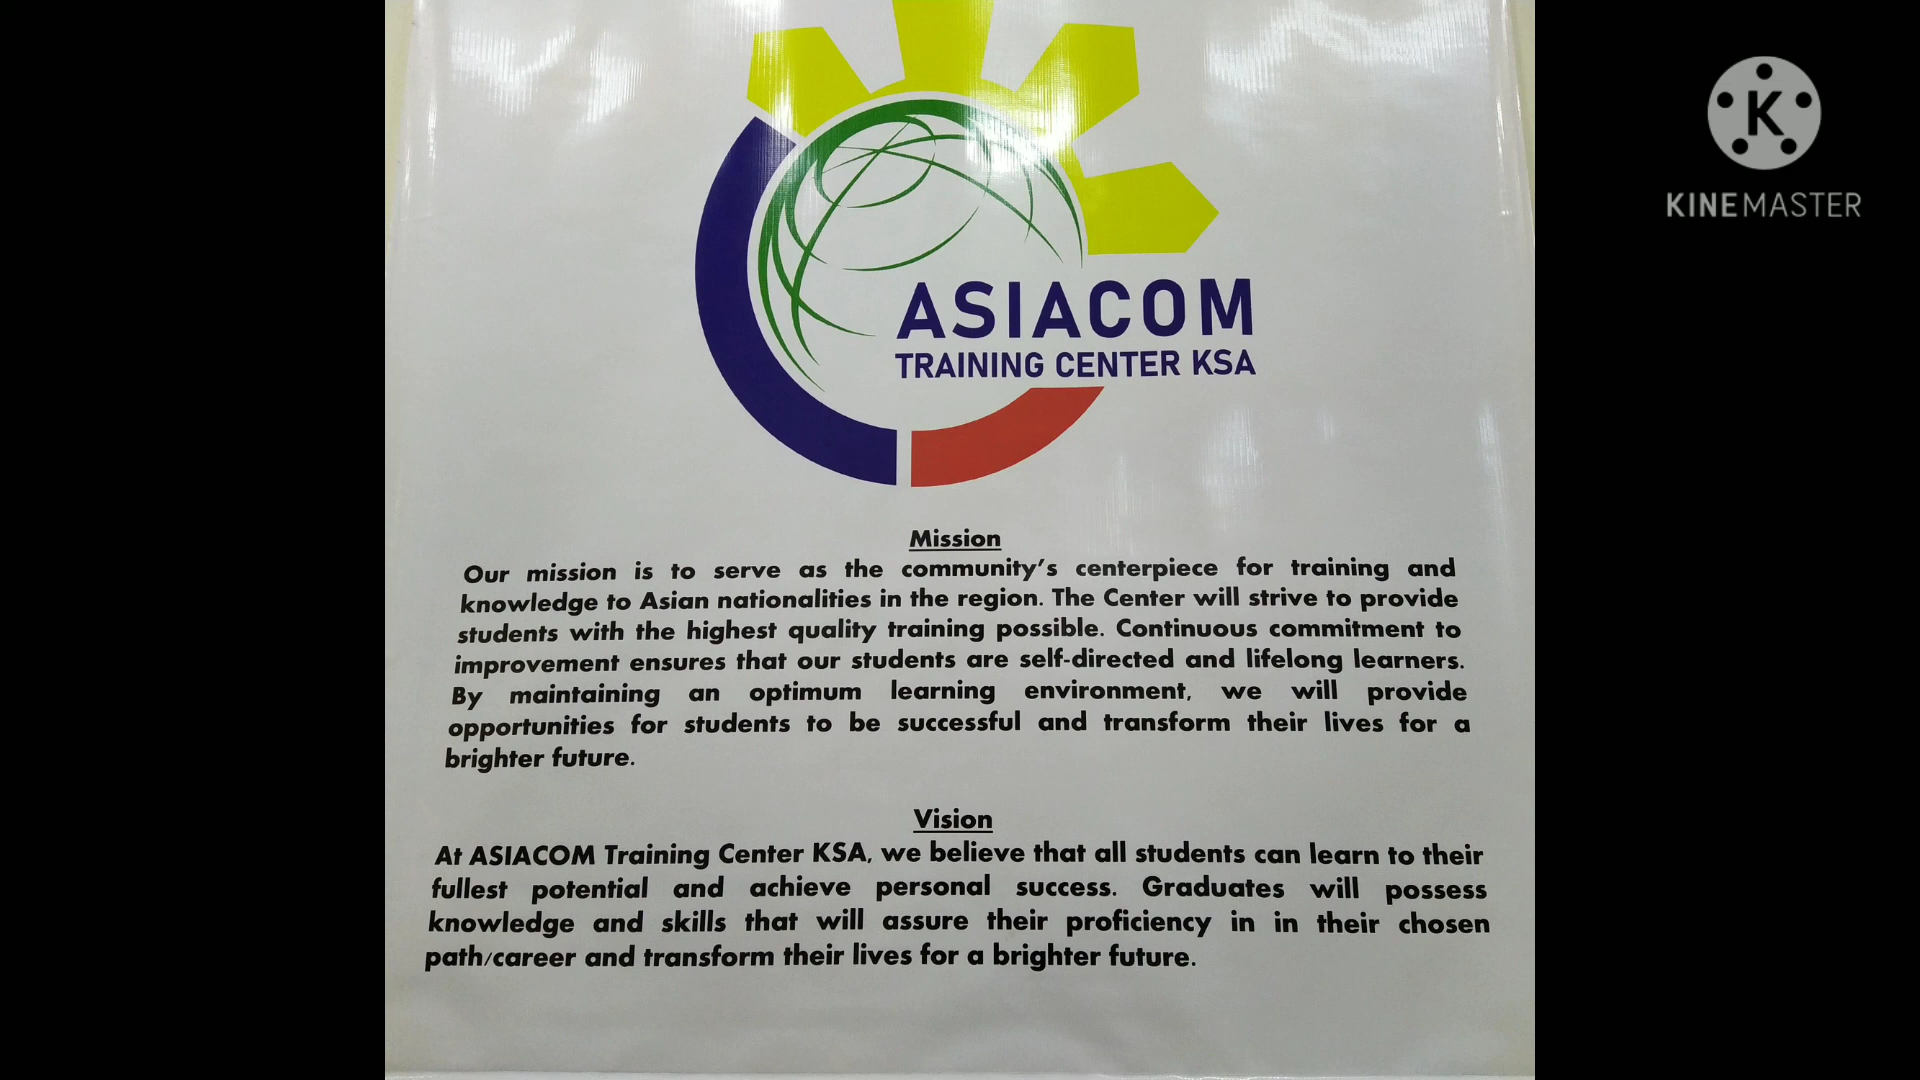 K
KINEMASTER
ASIACOM
TRAINING CENTER KSA
Mission
Our mission is to serve as the community's centerpiece for training and
knowledge to Asian nationalities in the region. The Center will strive to provide
students with the highest quality training possible. Continuous commitment to
improvement ensures that our students are self-directed and lifelong learners.
By maintaining an optimum learning environment, we will provide
opportunities for students to be successful and transform their lives for a
brighter future.
Vision
At ASIACOM Training Center KSA, we believe that all students can learn to their
fullest potential and achieve personal success. Graduates will possess
knowledge and skills that will assure their proficiency in in their chosen
path/career and transform their lives for a brighter future.